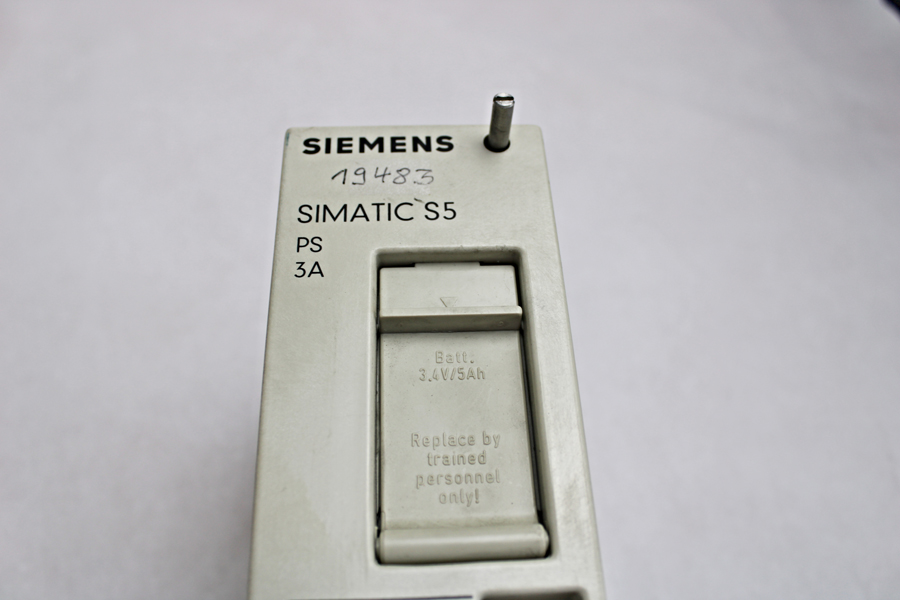 SIEMENS
19483
SIMATIC S5
PS
3A
Batt.
3.4V/5Ah
Replace by
trained
personnel
only!